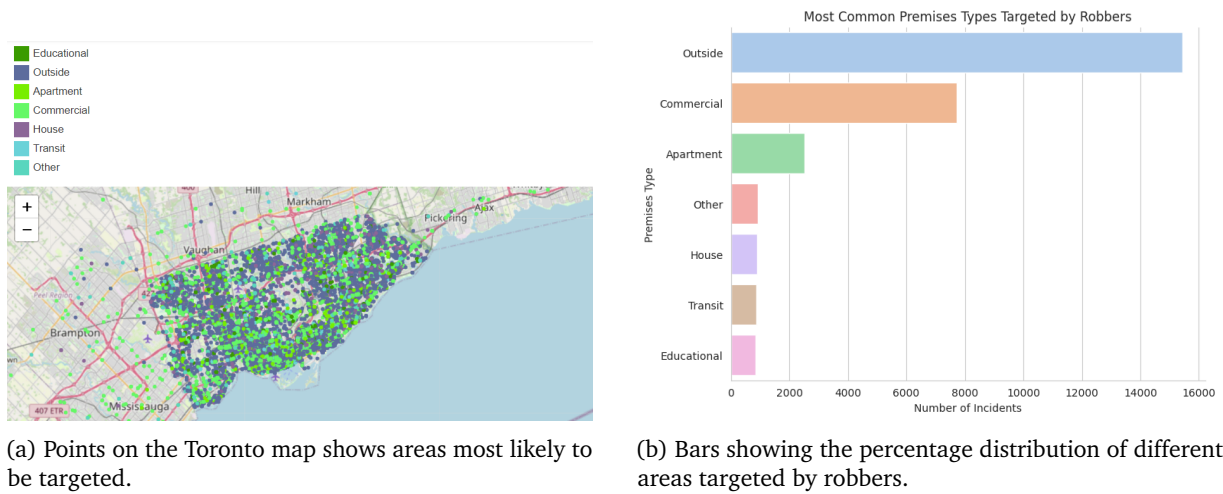 Educational
Outside
Apartment
Commercial
House
Transit
Other
+
−
Hill
Markham
Ajax
Pickering
Vaughan
Peel Region
Brampton
Mississauga
407 ETR
Most Common Premises Types Targeted by Robbers
Premises Type
Outside
Commercial
Apartment
Other
House
Transit
Educational
0 2000 4000 6000 8000 10000 12000 14000 16000
Number of Incidents
(a) Points on the Toronto map shows areas most likely to
be targeted.
(b) Bars showing the percentage distribution of different
areas targeted by robbers.